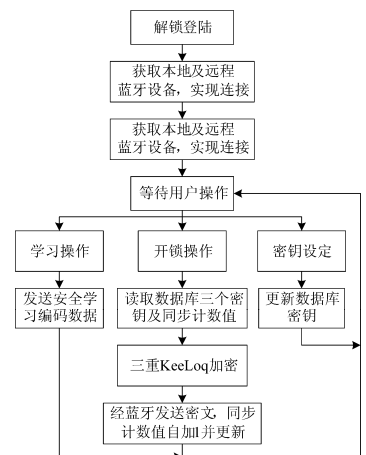 解锁登陆
获取本地及远程
蓝牙设备，实现连接
获取本地及远程
蓝牙设备，实现连接
等待用户操作
学习操作
开锁操作
密钥设定
发送安全学
习编码数据
读取数据库三个密
钥及同步计数值
更新数据库
密钥
三重KeeLoq加密
经蓝牙发送密文，同步
计数值自加1并更新